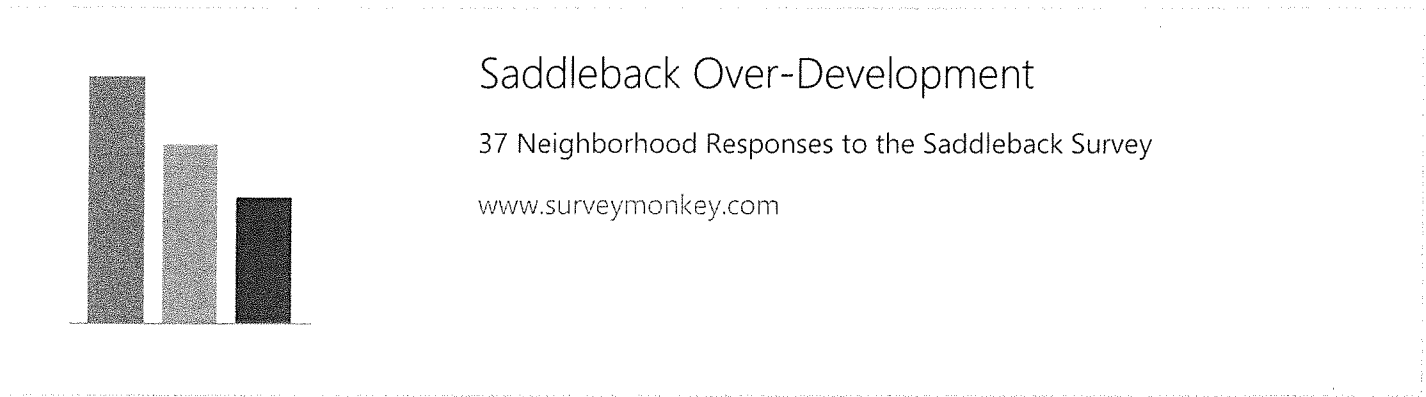 Saddleback Over-Development
37 Neighborhood Responses to the Saddleback Survey
www.surveymonkey.com